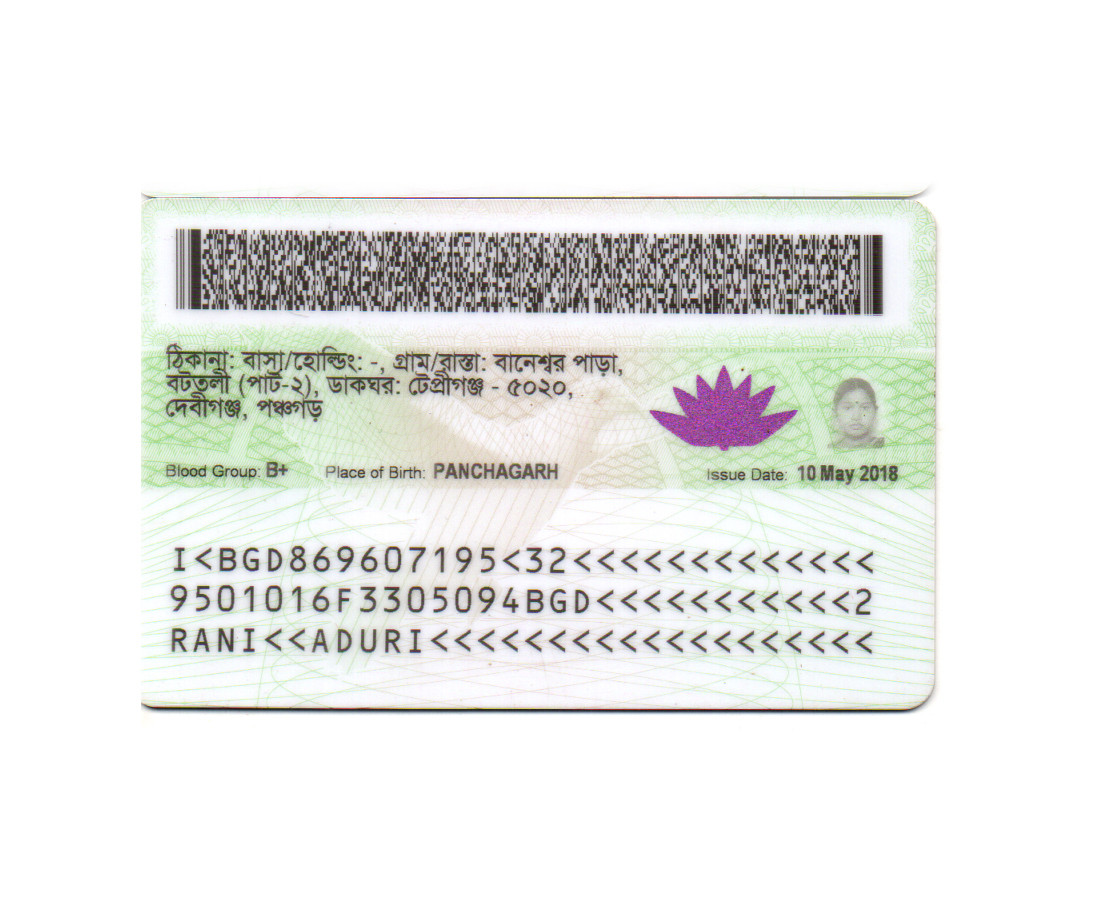 ঠিকানা: বাসা/হোল্ডিং: -, গ্রাম/রাস্তা: বানেশ্বর পাড়া,
বটতলী (পার্ট-২), ডাকঘর: টেপ্রীগঞ্জ - ৫০২০,
দেবীগঞ্জ, পঞ্চগড়
Blood Group: B+ Place of Birth: PANCHAGARH Issue Date: 10 May 2018
I<BGD869607195<32<<<<<<<<<<<<<
9501016F3305094BGD<<<<<<<<<<<2
RANI<<ADURI<<<<<<<<<<<<<<<<<<<